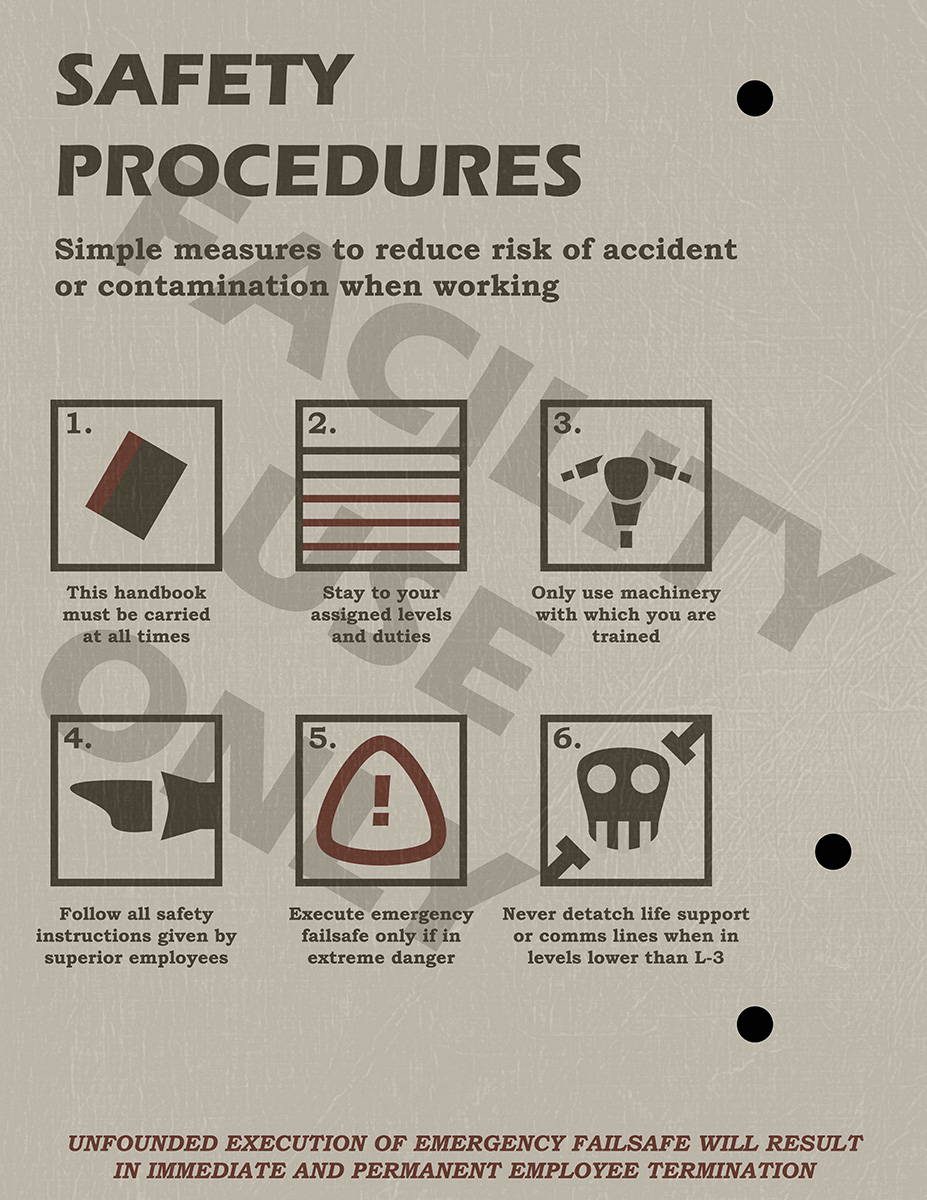 SAFETY
PROCEDURES
Simple measures to reduce risk of accident
or contamination when working
FACILITY
USE
ONLY
1.
This handbook
must be carried
at all times
2.
Stay to your
assigned levels
and duties
3.
Only use machinery
with which you are
trained
4.
Follow all safety
instructions given by
superior employees
5.
!
Execute emergency
failsafe only if in
extreme danger
6.
Never detatch life support
or comms lines when in
levels lower than L-3
UNFOUNDED EXECUTION OF EMERGENCY FAILSAFE WILL RESULT
IN IMMEDIATE AND PERMANENT EMPLOYEE TERMINATION